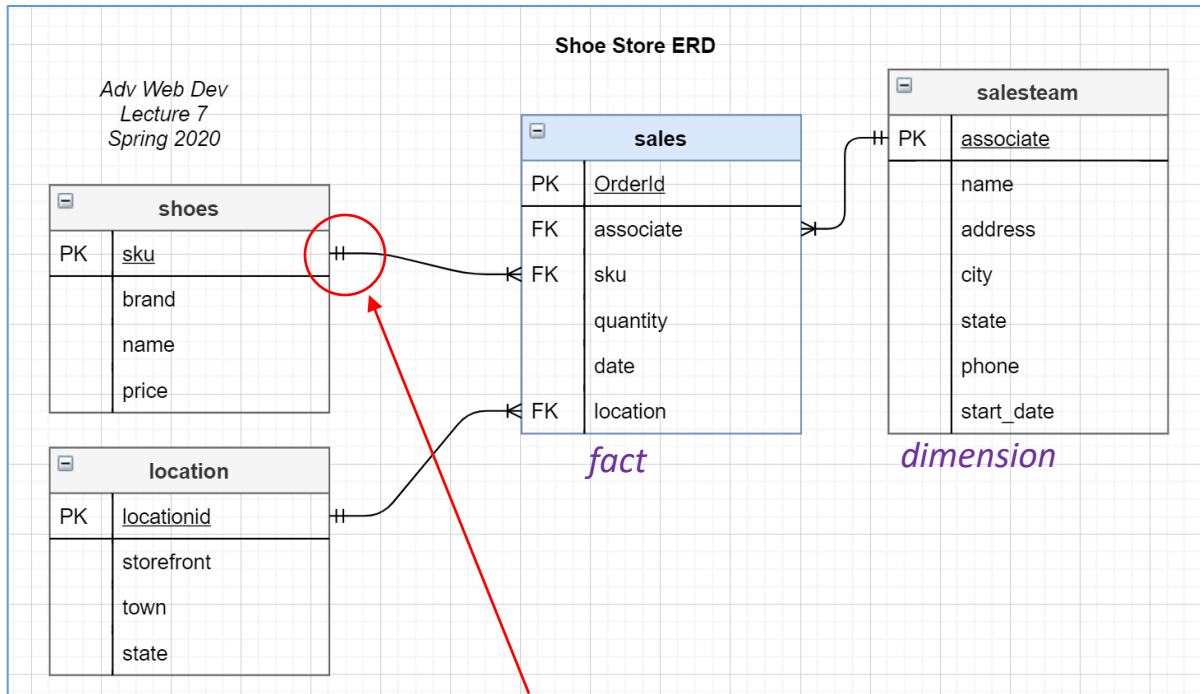 Shoe Store ERD
Adv Web Dev
Lecture 7
Spring 2020
shoes
PK sku
brand
name
price
location
PK locationid
storefront
town
state
sales
PK OrderId
FK associate
FK sku
quantity
date
FK location
fact
salesteam
PK associate
name
address
city
state
phone
start_date
dimension